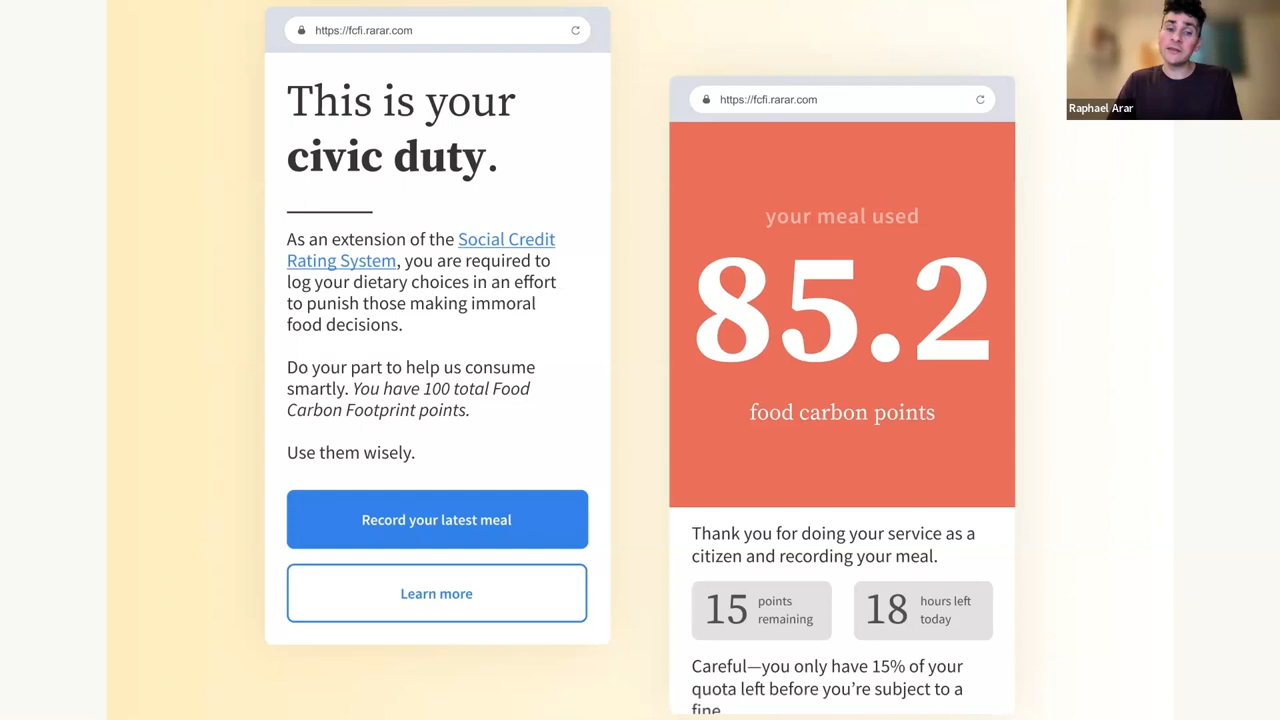 https://fcfi.rarar.com
This is your
civic duty.
As an extension of the Social Credit
Rating System, you are required to
log your dietary choices in an effort
to punish those making immoral
food decisions.
Do your part to help us consume
smartly. You have 100 total Food
Carbon Footprint points.
Use them wisely.
Record your latest meal
Learn more
https://fcfi.rarar.com
your meal used
85.2
food carbon points
Thank you for doing your service as a
citizen and recording your meal.
15 points
remaining
18 hours left
today
Careful—you only have 15% of your
quota left before you’re subject to a
fine
Raphael Arar